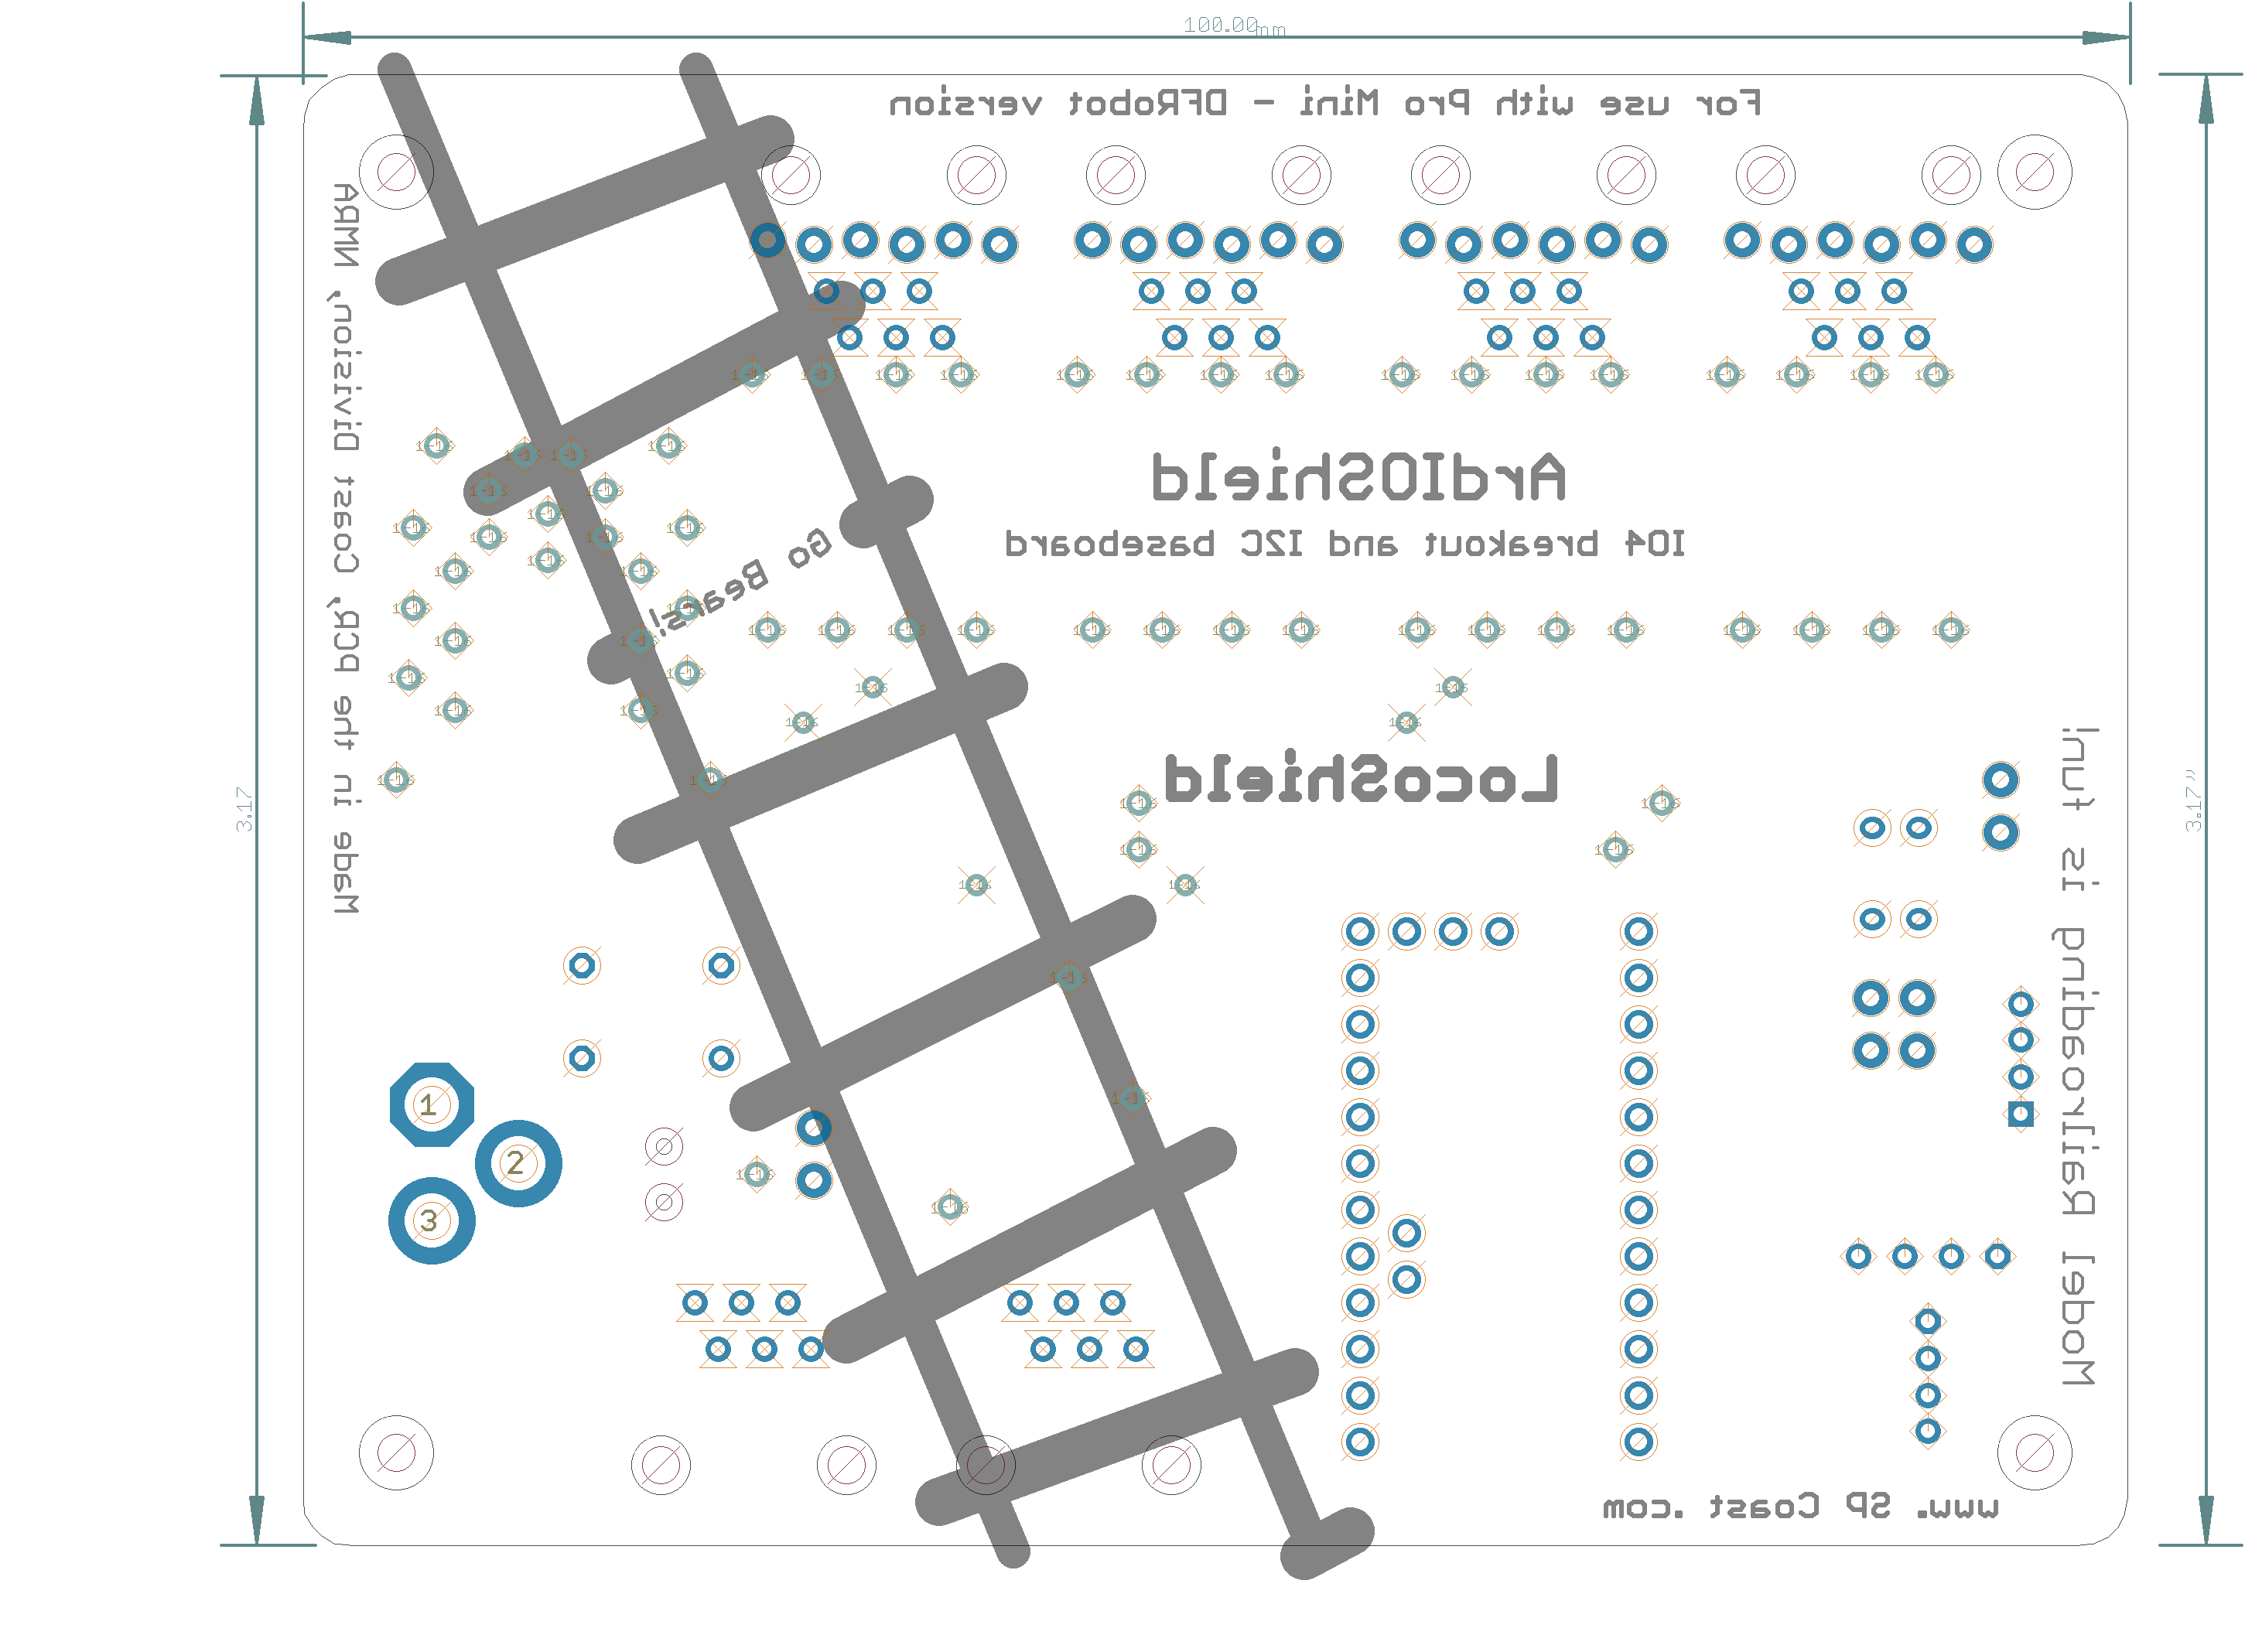 100.00mm
For use with Pro Mini - DFRobot version
Made in the PCR, Coast Division, NMRA
ArdIOShield
IO4 breakout and I2C baseboard
Go Bears!
LocoShield
3.17
3.17"
Model Railroading is fun!
1
2
3
www. SP Coast .com